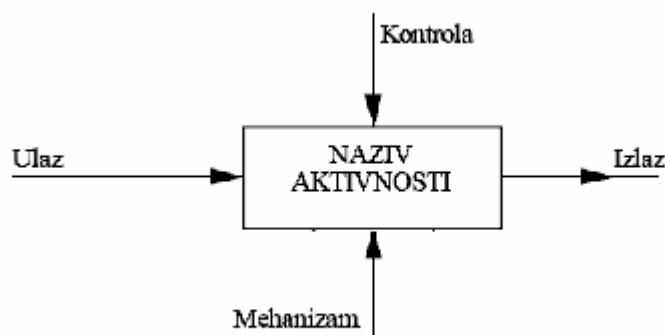 Kontrola
Ulaz
NAZIV
AKTIVNOSTI
Izlaz
Mehanizam